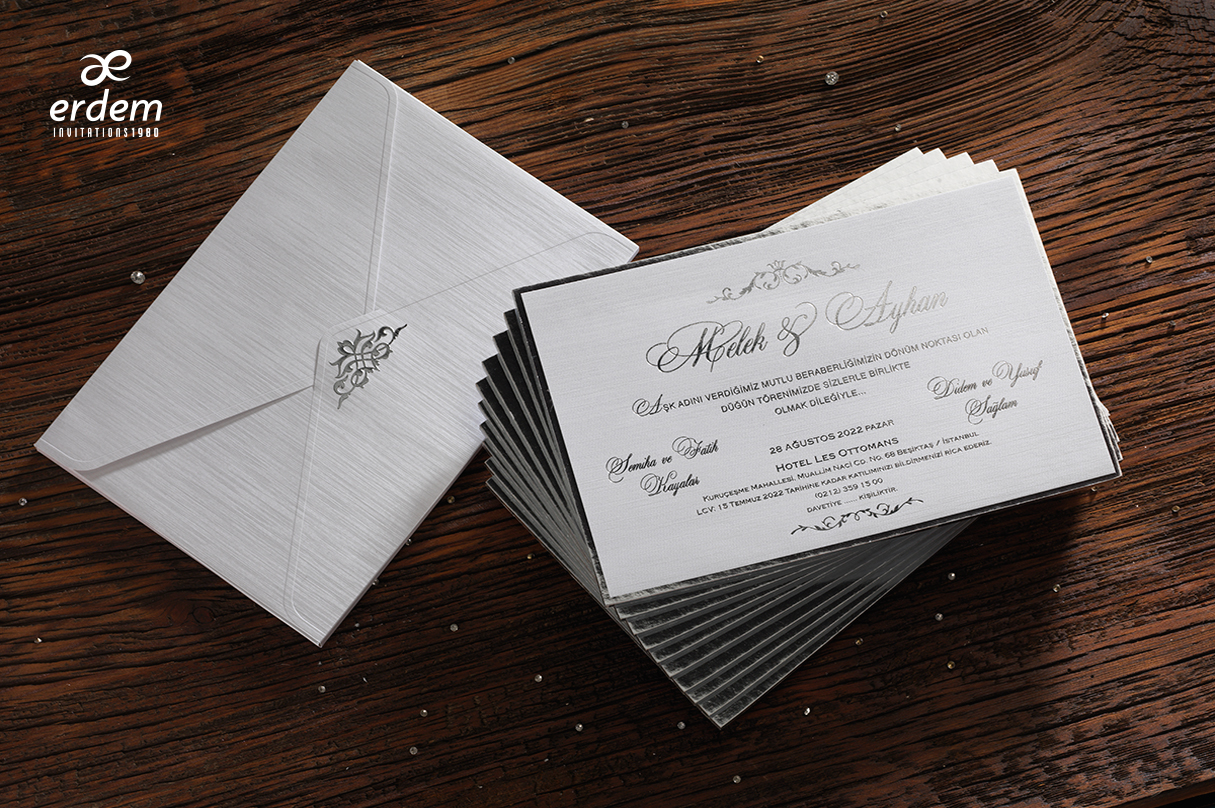 erdem
INVITATIONS1980
Melek & Ayhan
AŞK ADINI VERDİĞİMİZ MUTLU BERABERLİĞİMİZİN DÖNÜM NOKTASI OLAN
DÜĞÜN TÖRENİMİZDE SİZLERLE BİRLİKTE
OLMAK DİLEĞİYLE...
Didem ve Yusuf
Sağlam
Semiha ve Fatih
Kayalar
28 AĞUSTOS 2022 PAZAR
HOTEL LES OTTOMANS
KURUÇEŞME MAHALLESİ, MUALLİM NACİ CD. NO. 68 BEŞİKTAŞ / İSTANBUL
LCV: 15 TEMMUZ 2022 TARİHİNE KADAR KATILIMINIZI BİLDİRMENİZİ RİCA EDERİZ.
(0212) 359 15 00
DAVETİYE ...... KİŞİLİKTİR.